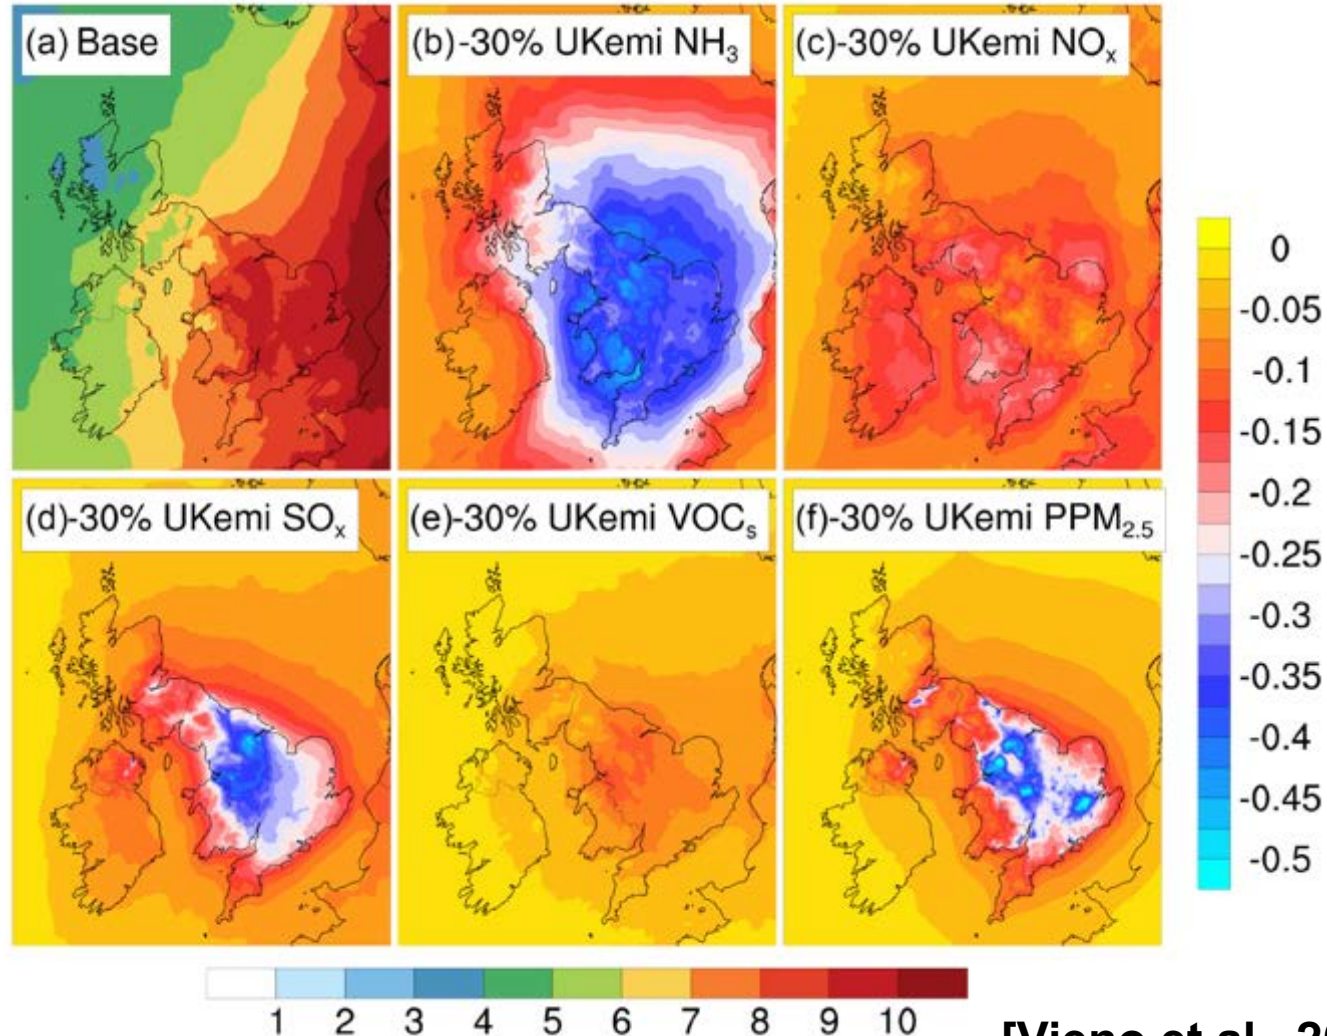 (a) Base
(b) -30% UKemi NH₃
(c) -30% UKemi NOₓ
0
-0.05
-0.1
-0.15
-0.2
-0.25
-0.3
-0.35
-0.4
-0.45
-0.5
(d)-30% UKemi SOₓ
(e)-30% UKemi VOCₛ
(f)-30% UKemi PPM₂.₅
1 2 3 4 5 6 7 8 9 10
[Vieno et al., 2